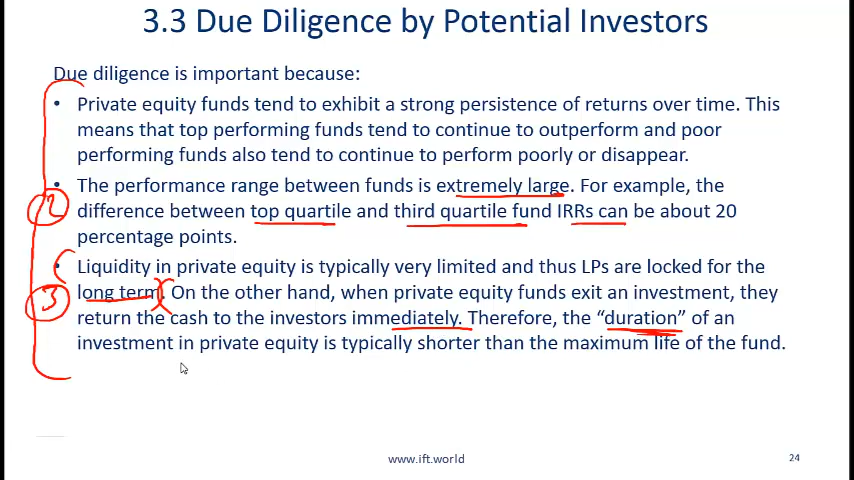 3.3 Due Diligence by Potential Investors
Due diligence is important because:
• Private equity funds tend to exhibit a strong persistence of returns over time. This
means that top performing funds tend to continue to outperform and poor
performing funds also tend to continue to perform poorly or disappear.
• The performance range between funds is extremely large. For example, the
2
difference between top quartile and third quartile fund IRRs can be about 20
percentage points.
• Liquidity in private equity is typically very limited and thus LPs are locked for the
3
long term. On the other hand, when private equity funds exit an investment, they
return the cash to the investors immediately. Therefore, the “duration” of an
investment in private equity is typically shorter than the maximum life of the fund.
www.ift.world
24